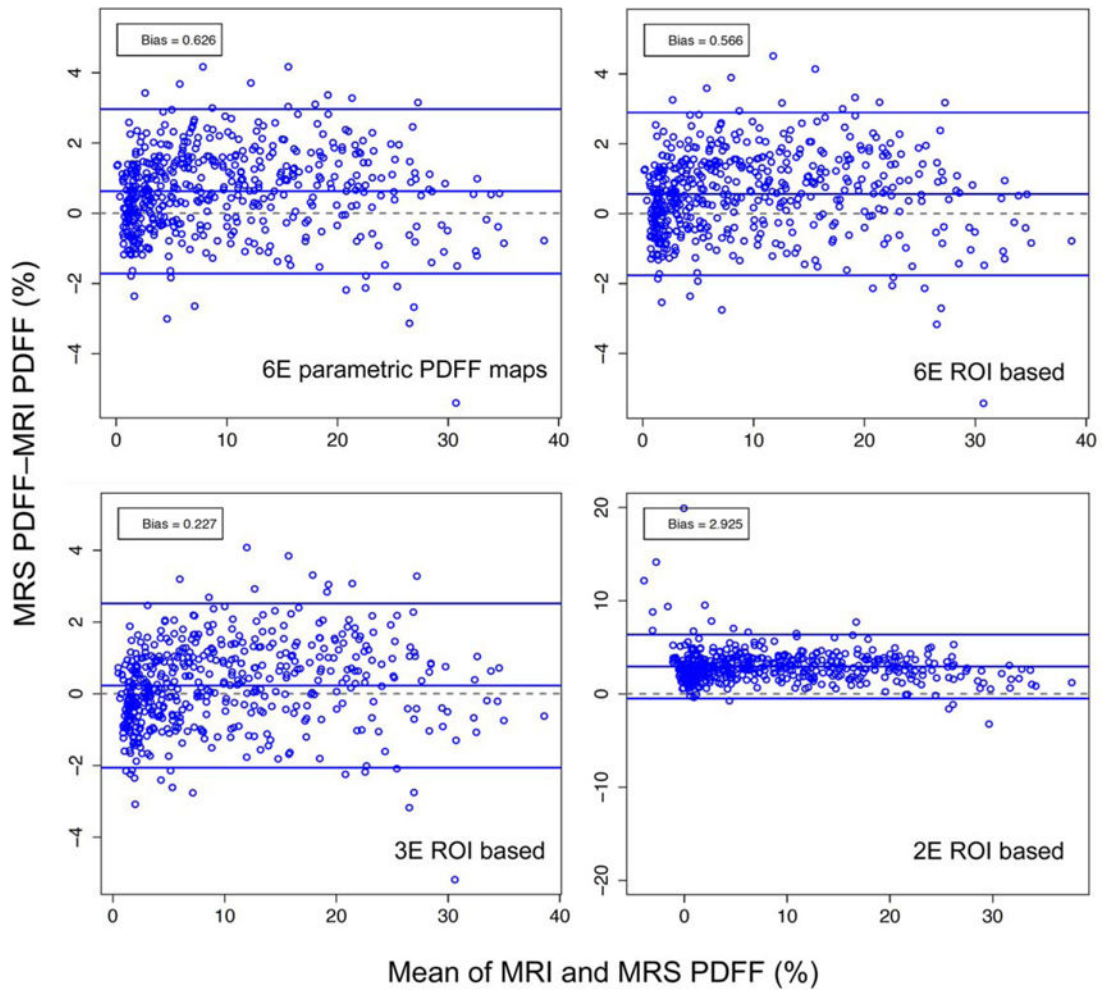 Bias = 0.626
4
2
0
−2
−4
6E parametric PDFF maps
0 10 20 30 40
Bias = 0.566
4
2
0
−2
−4
6E ROI based
0 10 20 30 40
MRS PDFF–MRI PDFF (%)
Bias = 0.227
4
2
0
−2
−4
3E ROI based
0 10 20 30 40
Bias = 2.925
20
10
0
−10
−20
2E ROI based
0 10 20 30
Mean of MRI and MRS PDFF (%)